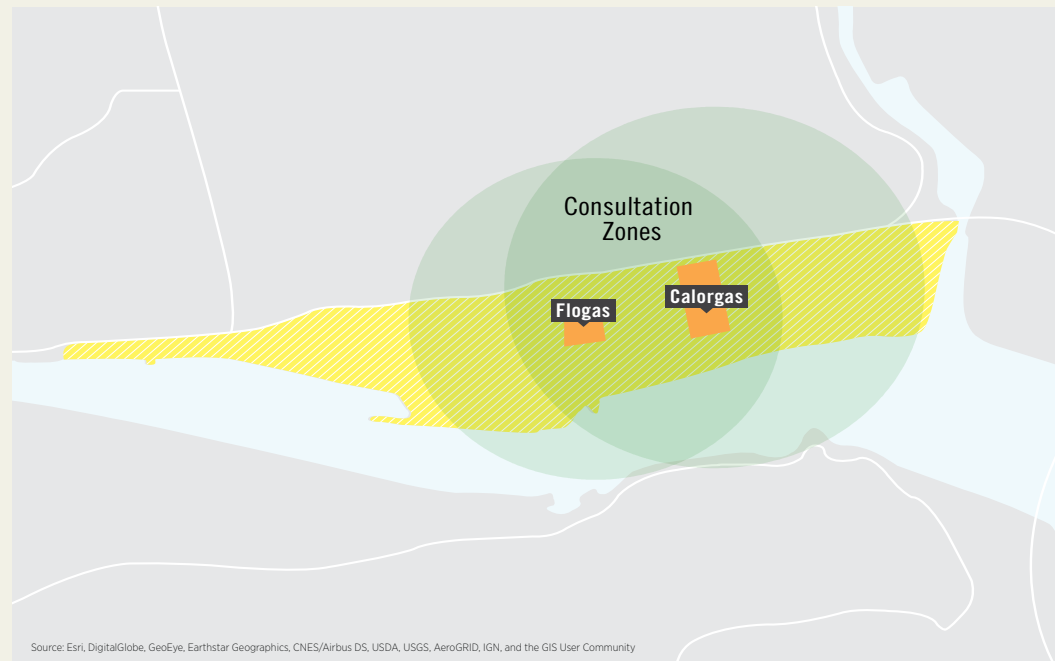 Consultation
Zones
Flogas
Calorgas
Source: Esri, DigitalGlobe, GeoEye, Earthstar Geographics, CNES/Airbus DS, USDA, USGS, AeroGRID, IGN, and the GIS User Community